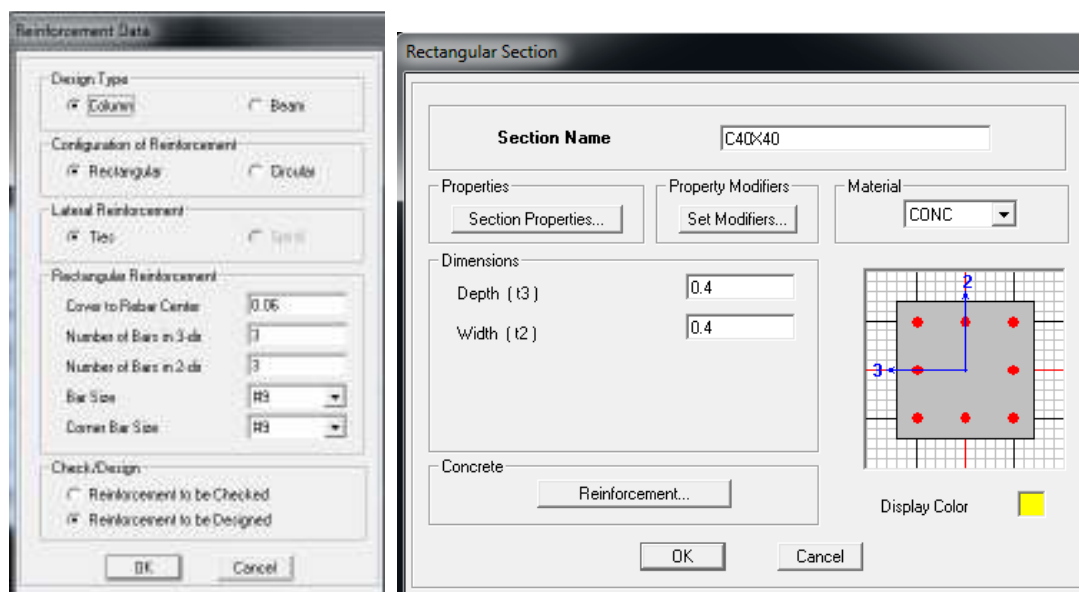 Reinforcement Data
Design Type
Column Beam
Configuration of Reinforcement
Rectangular Circular
Lateral Reinforcement
Ties Spiral
Rectangular Reinforcement
Cover to Rebar Center 0.06
Number of Bars in 3-dir 3
Number of Bars in 2-dir 3
Bar Size #9
Corner Bar Size #9
Check/Design
Reinforcement to be Checked
Reinforcement to be Designed
OK Cancel
Rectangular Section
Section Name C40X40
Properties Property Modifiers Material
Section Properties... Set Modifiers... CONC
Dimensions
Depth ( t3 ) 0.4
Width ( t2 ) 0.4
2
3
Concrete
Reinforcement...
Display Color
OK Cancel